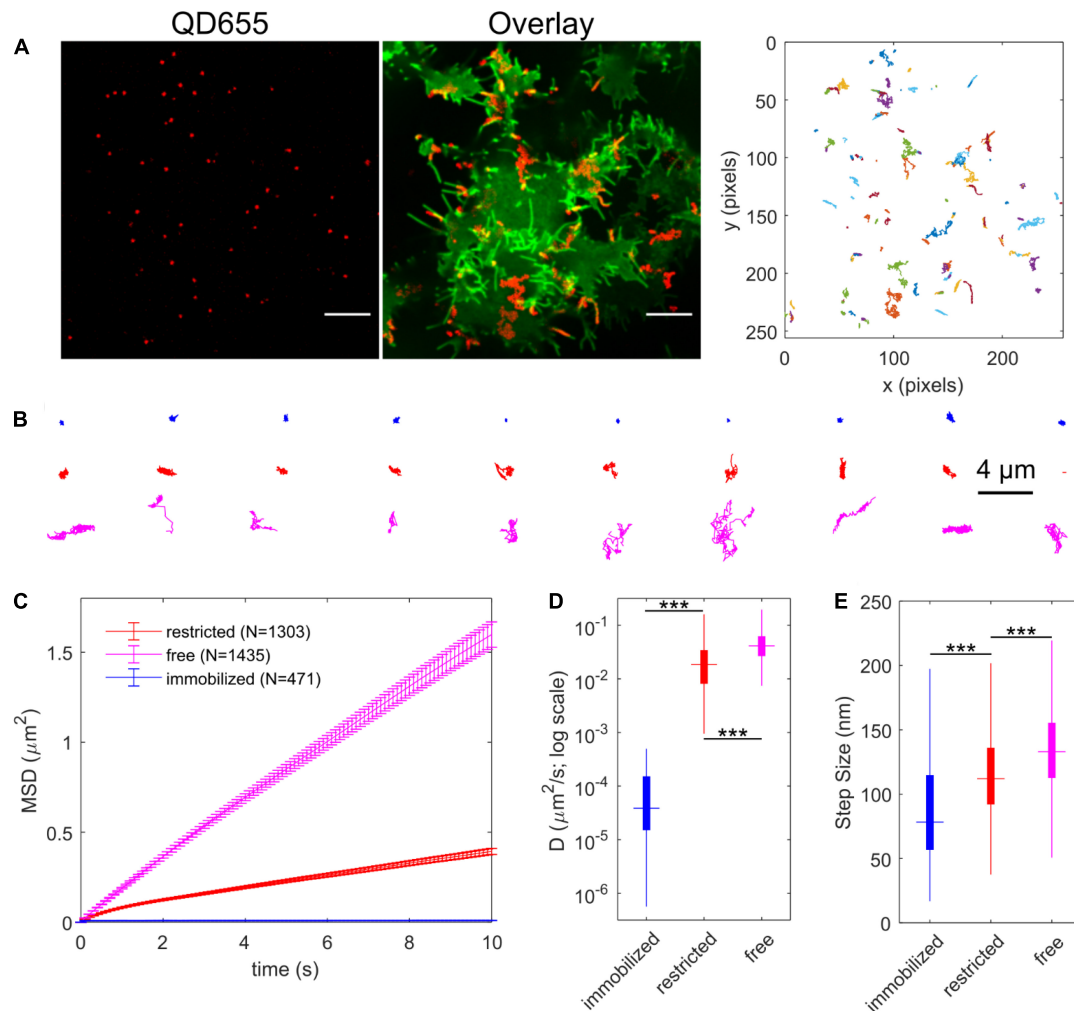 A
QD655
Overlay
0
50
100
150
200
250
y (pixels)
0
100
200
x (pixels)
B
4 μm
C
restricted (N=1303)
free (N=1435)
immobilized (N=471)
MSD (μm²)
1.5
1
0.5
0
0
2
4
6
8
10
time (s)
D
***
***
D (μm²/s; log scale)
10⁻¹
10⁻²
10⁻³
10⁻⁴
10⁻⁵
10⁻⁶
immobilized
restricted
free
E
***
***
Step Size (nm)
250
200
150
100
50
0
immobilized
restricted
free